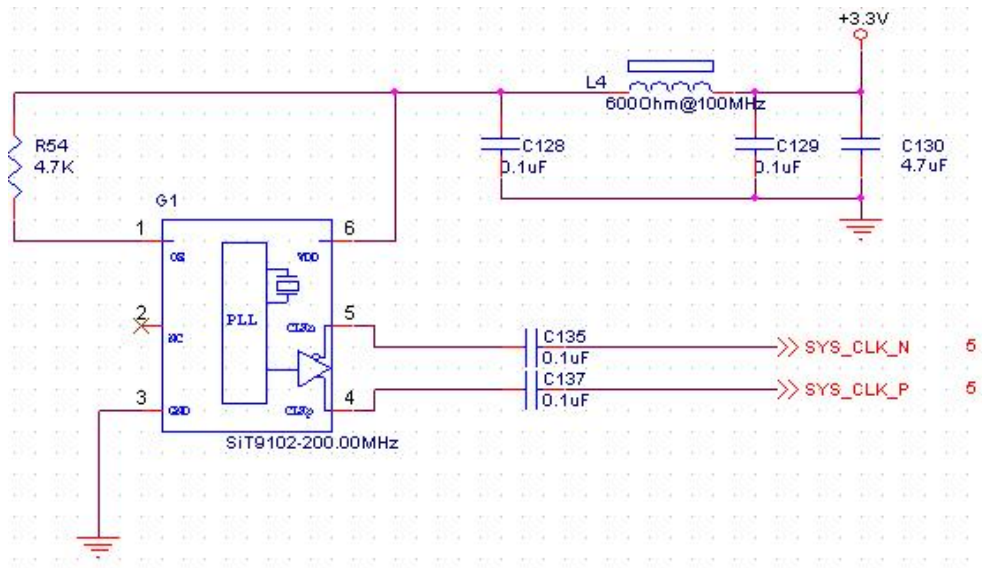 +3.3V
L4
600Ohm@100MHz
R54
4.7K
C128
0.1uF
C129
0.1uF
C130
4.7uF
G1
1
6
OE
VDD
2
5
PLL
CLKn
NC
C135
0.1uF
SYS_CLK_N 5
C137
0.1uF
SYS_CLK_P 5
3
4
GND
CLKp
SiT9102-200.00MHz